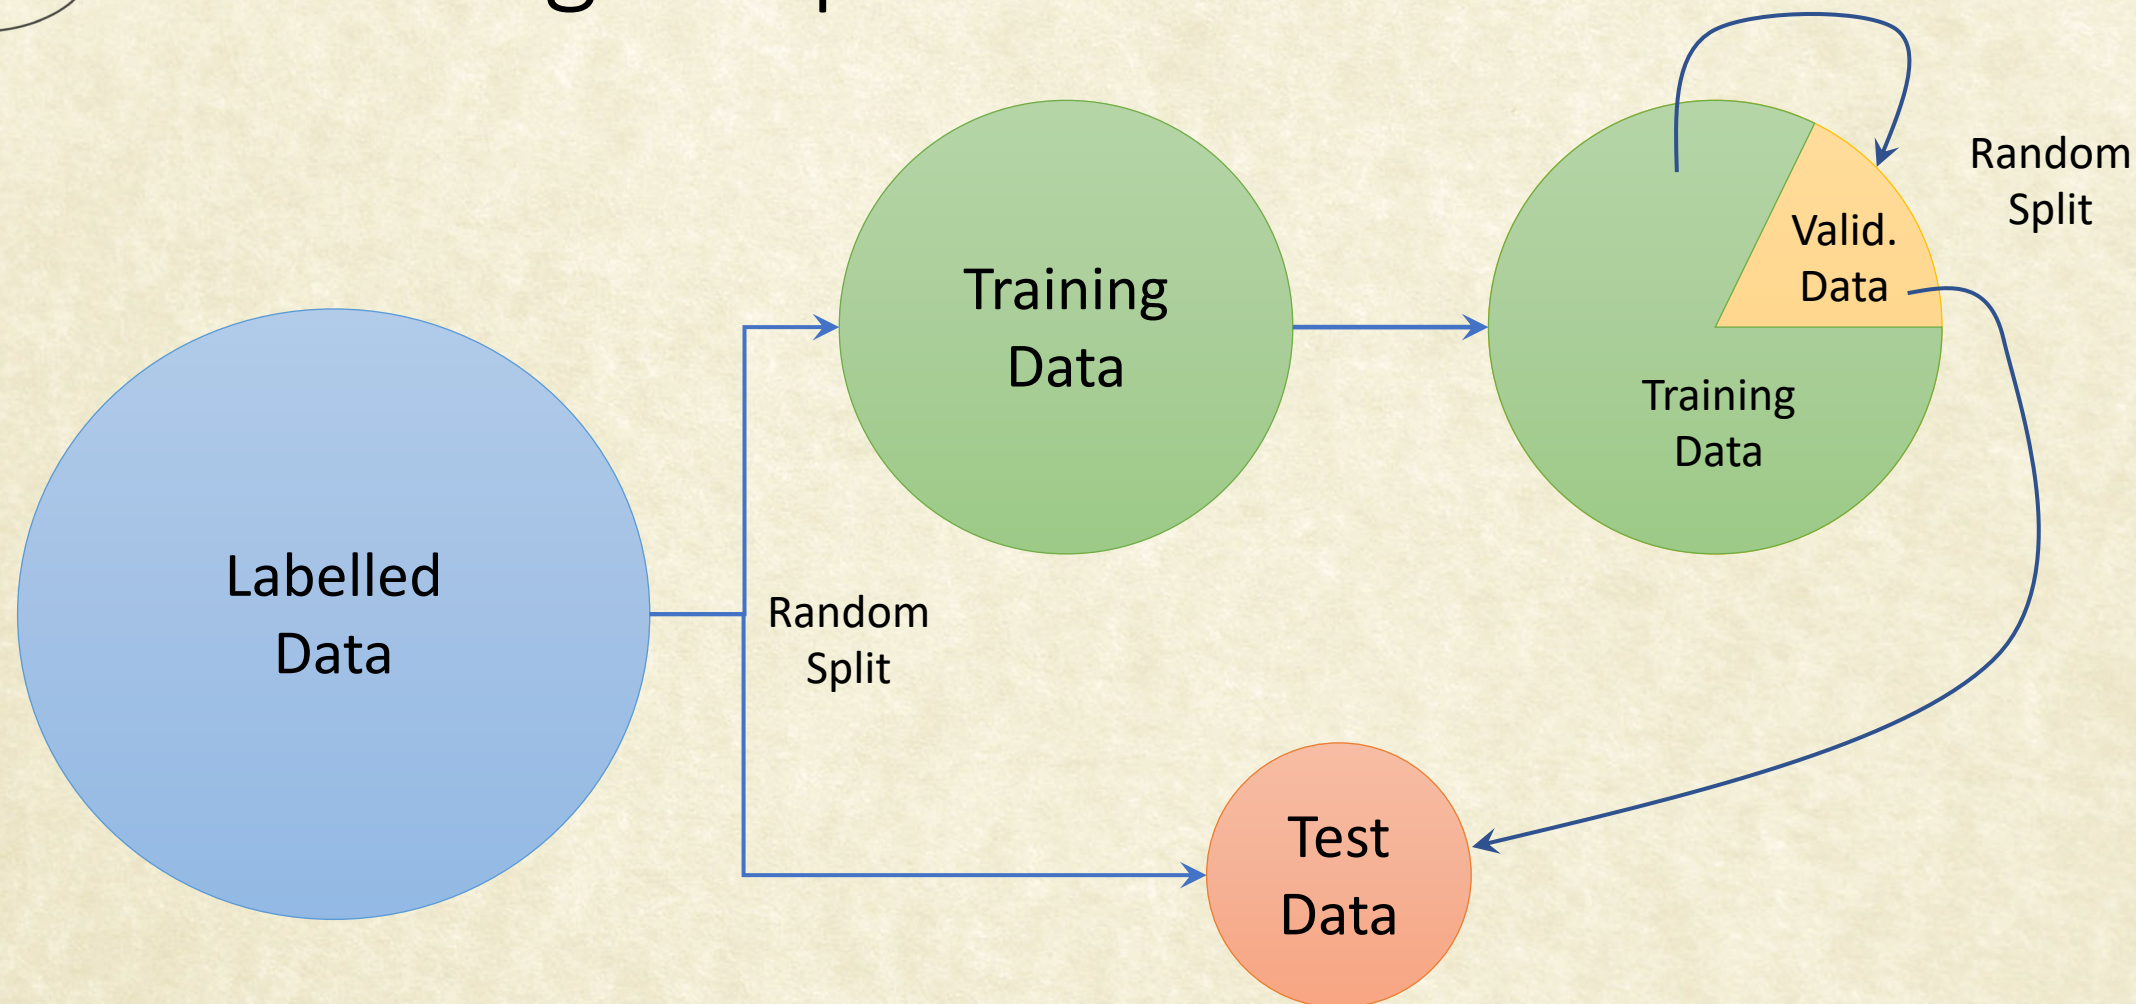 Training
Data
Valid.
Data
Random
Split
Training
Data
Labelled
Data
Random
Split
Test
Data